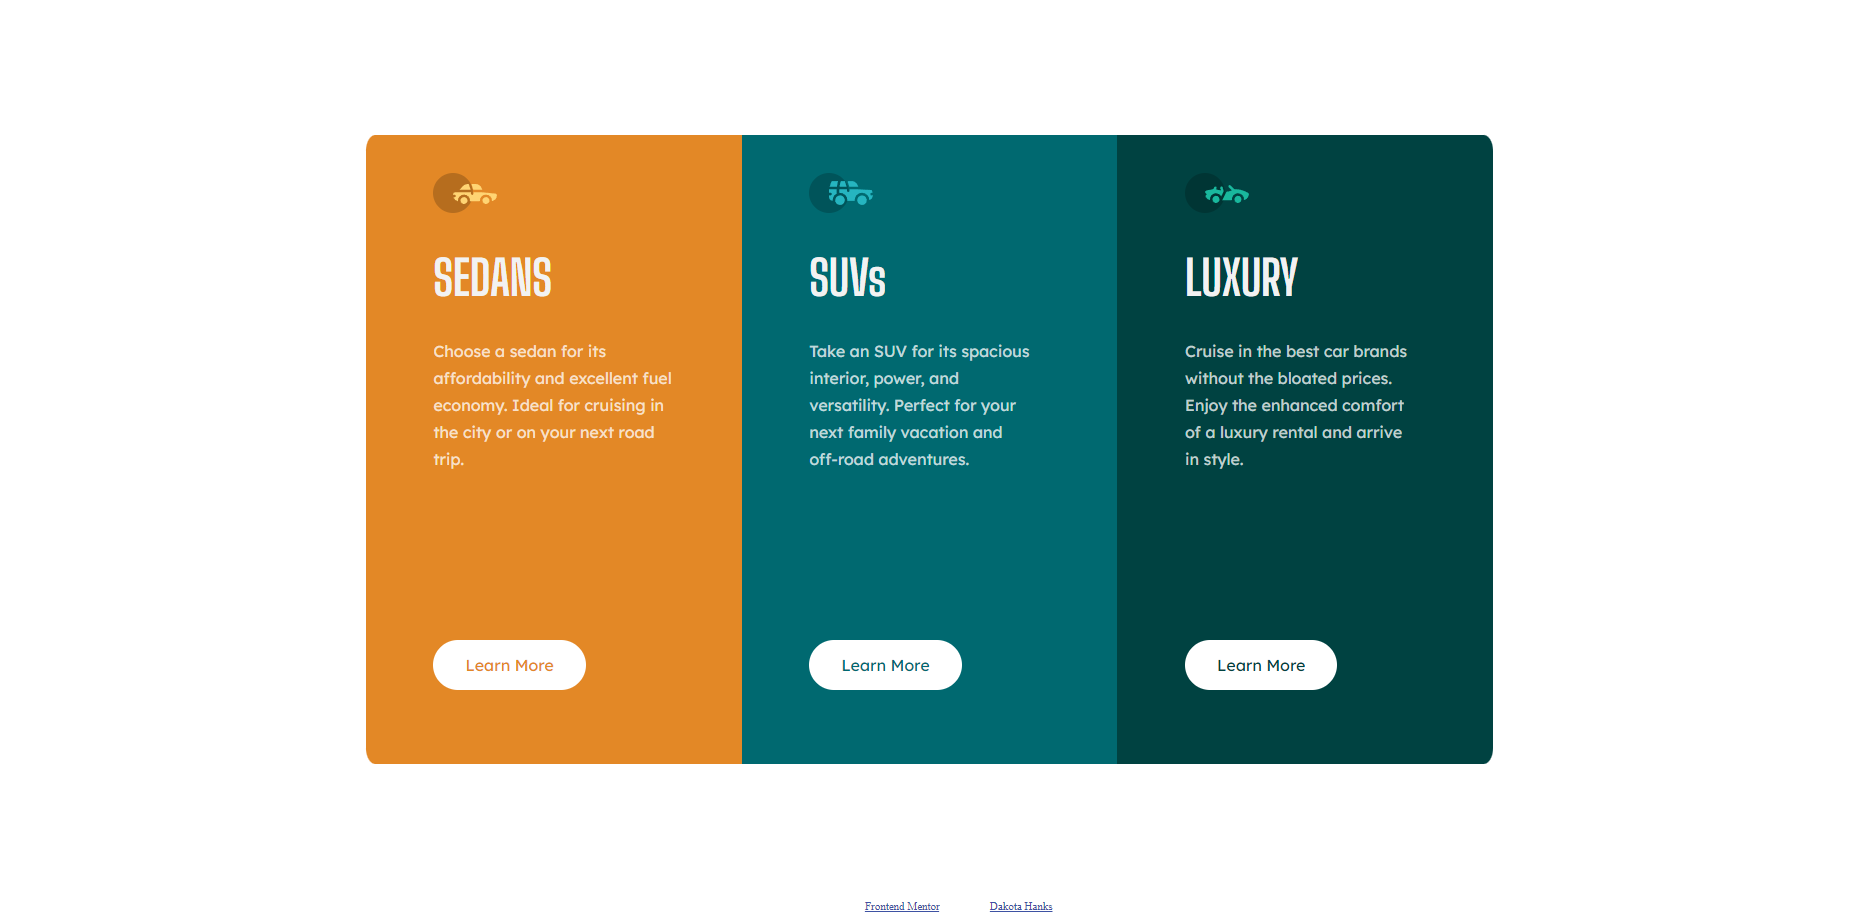 SEDANS
Choose a sedan for its
affordability and excellent fuel
economy. Ideal for cruising in
the city or on your next road
trip.
Learn More
SUVs
Take an SUV for its spacious
interior, power, and
versatility. Perfect for your
next family vacation and
off-road adventures.
Learn More
LUXURY
Cruise in the best car brands
without the bloated prices.
Enjoy the enhanced comfort
of a luxury rental and arrive
in style.
Learn More
Frontend Mentor
Dakota Hanks